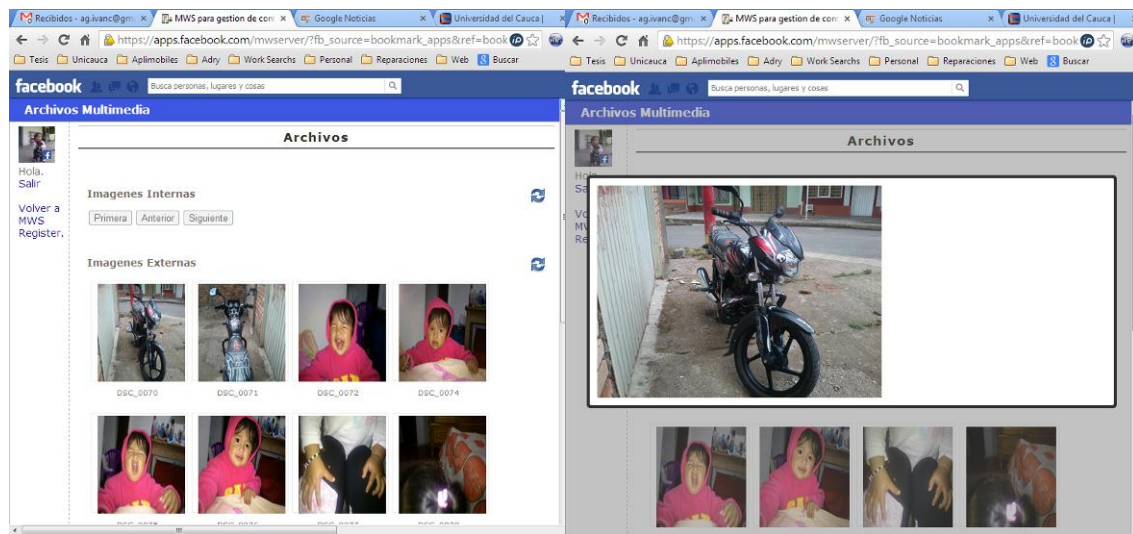 Recibidos - ag.ivanc@gm
MWS para gestion de con
Google Noticias
Universidad del Cauca |
https://apps.facebook.com/mwserver/?fb_source=bookmark_apps&ref=book
Tesis Unicauca Aplimobiles Adry Work Searchs Personal Reparaciones Web Buscar
facebook
Busca personas, lugares y cosas
Archivos Multimedia
Archivos
Hola.
Salir
Volver a
MWS
Register.
Imagenes Internas
Primera Anterior Siguiente
Imagenes Externas
DSC_0070 DSC_0071 DSC_0072 DSC_0074
Recibidos - ag.ivanc@gm
MWS para gestion de con
Google Noticias
Universidad del Cauca |
https://apps.facebook.com/mwserver/?fb_source=bookmark_apps&ref=book
Tesis Unicauca Aplimobiles Adry Work Searchs Personal Reparaciones Web Buscar
facebook
Busca personas, lugares y cosas
Archivos Multimedia
Archivos